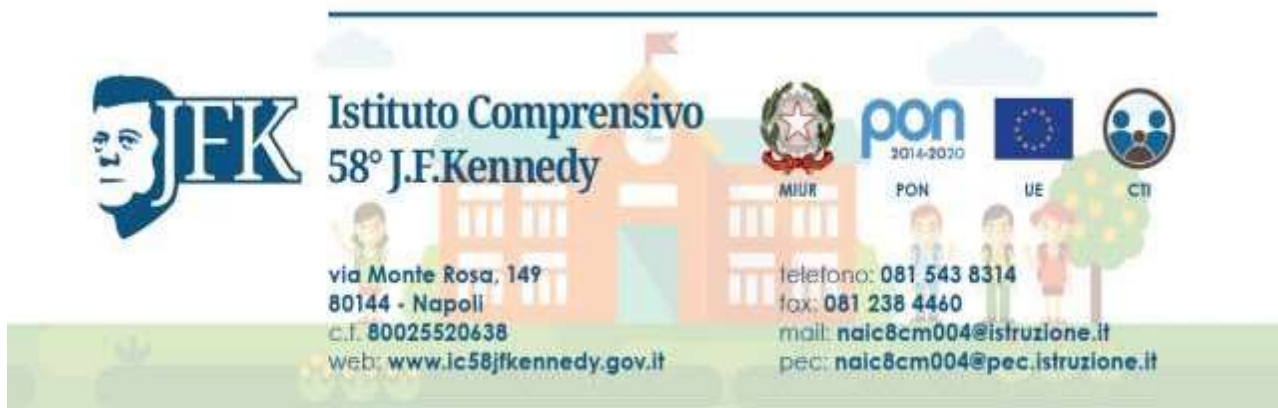 JFK
Istituto Comprensivo
58° J.F.Kennedy
MIUR
pon
2014-2020
PON
UE
CTI
via Monte Rosa, 149
80144 - Napoli
c.f. 80025520638
web: www.ic58jfkennedy.gov.it
telefono: 081 543 8314
fax: 081 238 4460
mail: naic8cm004@istruzione.it
pec: naic8cm004@pec.istruzione.it